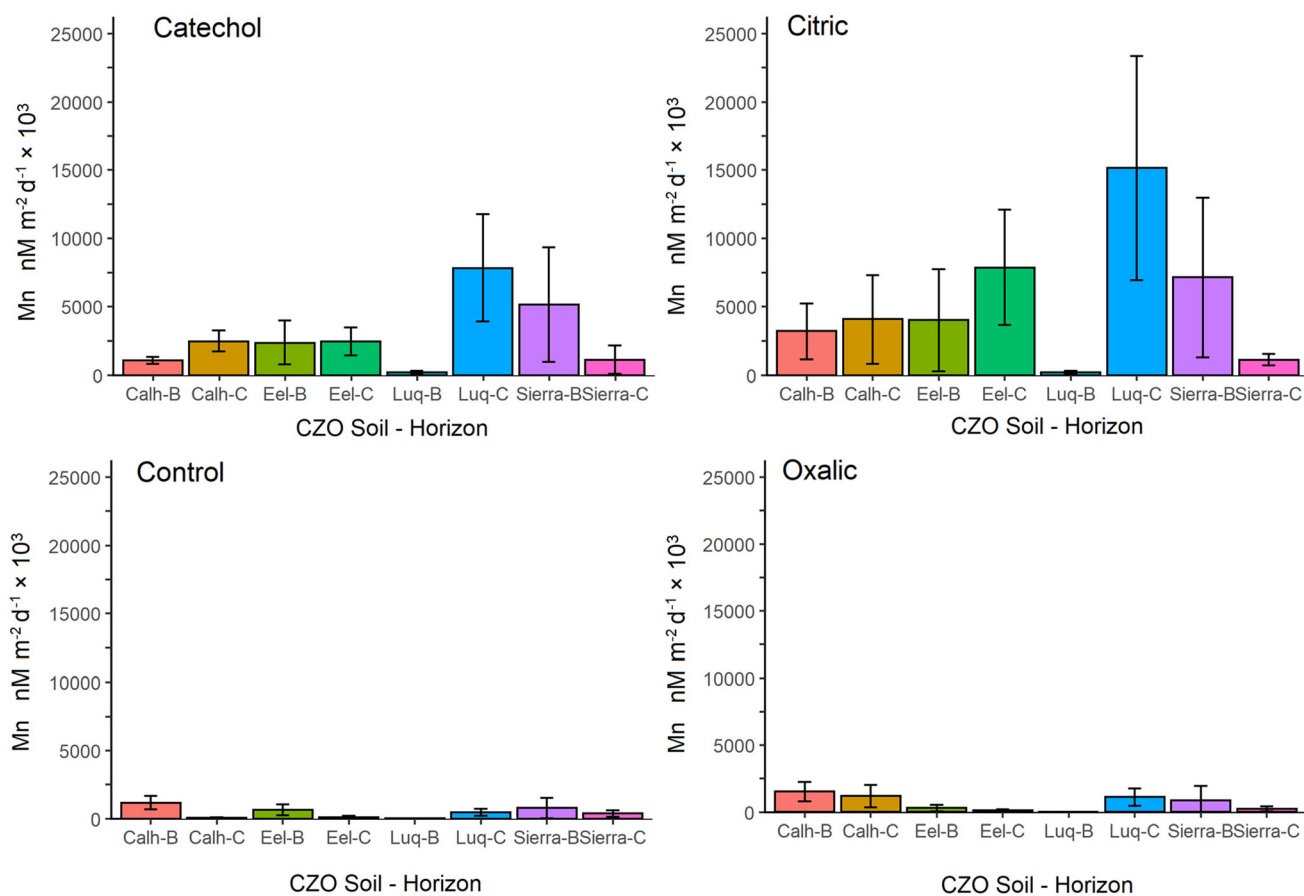 Catechol
25000
20000
15000
10000
5000
0
Mn nM m⁻² d⁻¹ × 10³
Calh-B Calh-C Eel-B Eel-C Luq-B Luq-C Sierra-B Sierra-C
CZO Soil - Horizon
Citric
25000
20000
15000
10000
5000
0
Mn nM m⁻² d⁻¹ × 10³
Calh-B Calh-C Eel-B Eel-C Luq-B Luq-C Sierra-B Sierra-C
CZO Soil - Horizon
Control
25000
20000
15000
10000
5000
0
Mn nM m⁻² d⁻¹ × 10³
Calh-B Calh-C Eel-B Eel-C Luq-B Luq-C Sierra-B Sierra-C
CZO Soil - Horizon
Oxalic
25000
20000
15000
10000
5000
0
Mn nM m⁻² d⁻¹ × 10³
Calh-B Calh-C Eel-B Eel-C Luq-B Luq-C Sierra-B Sierra-C
CZO Soil - Horizon